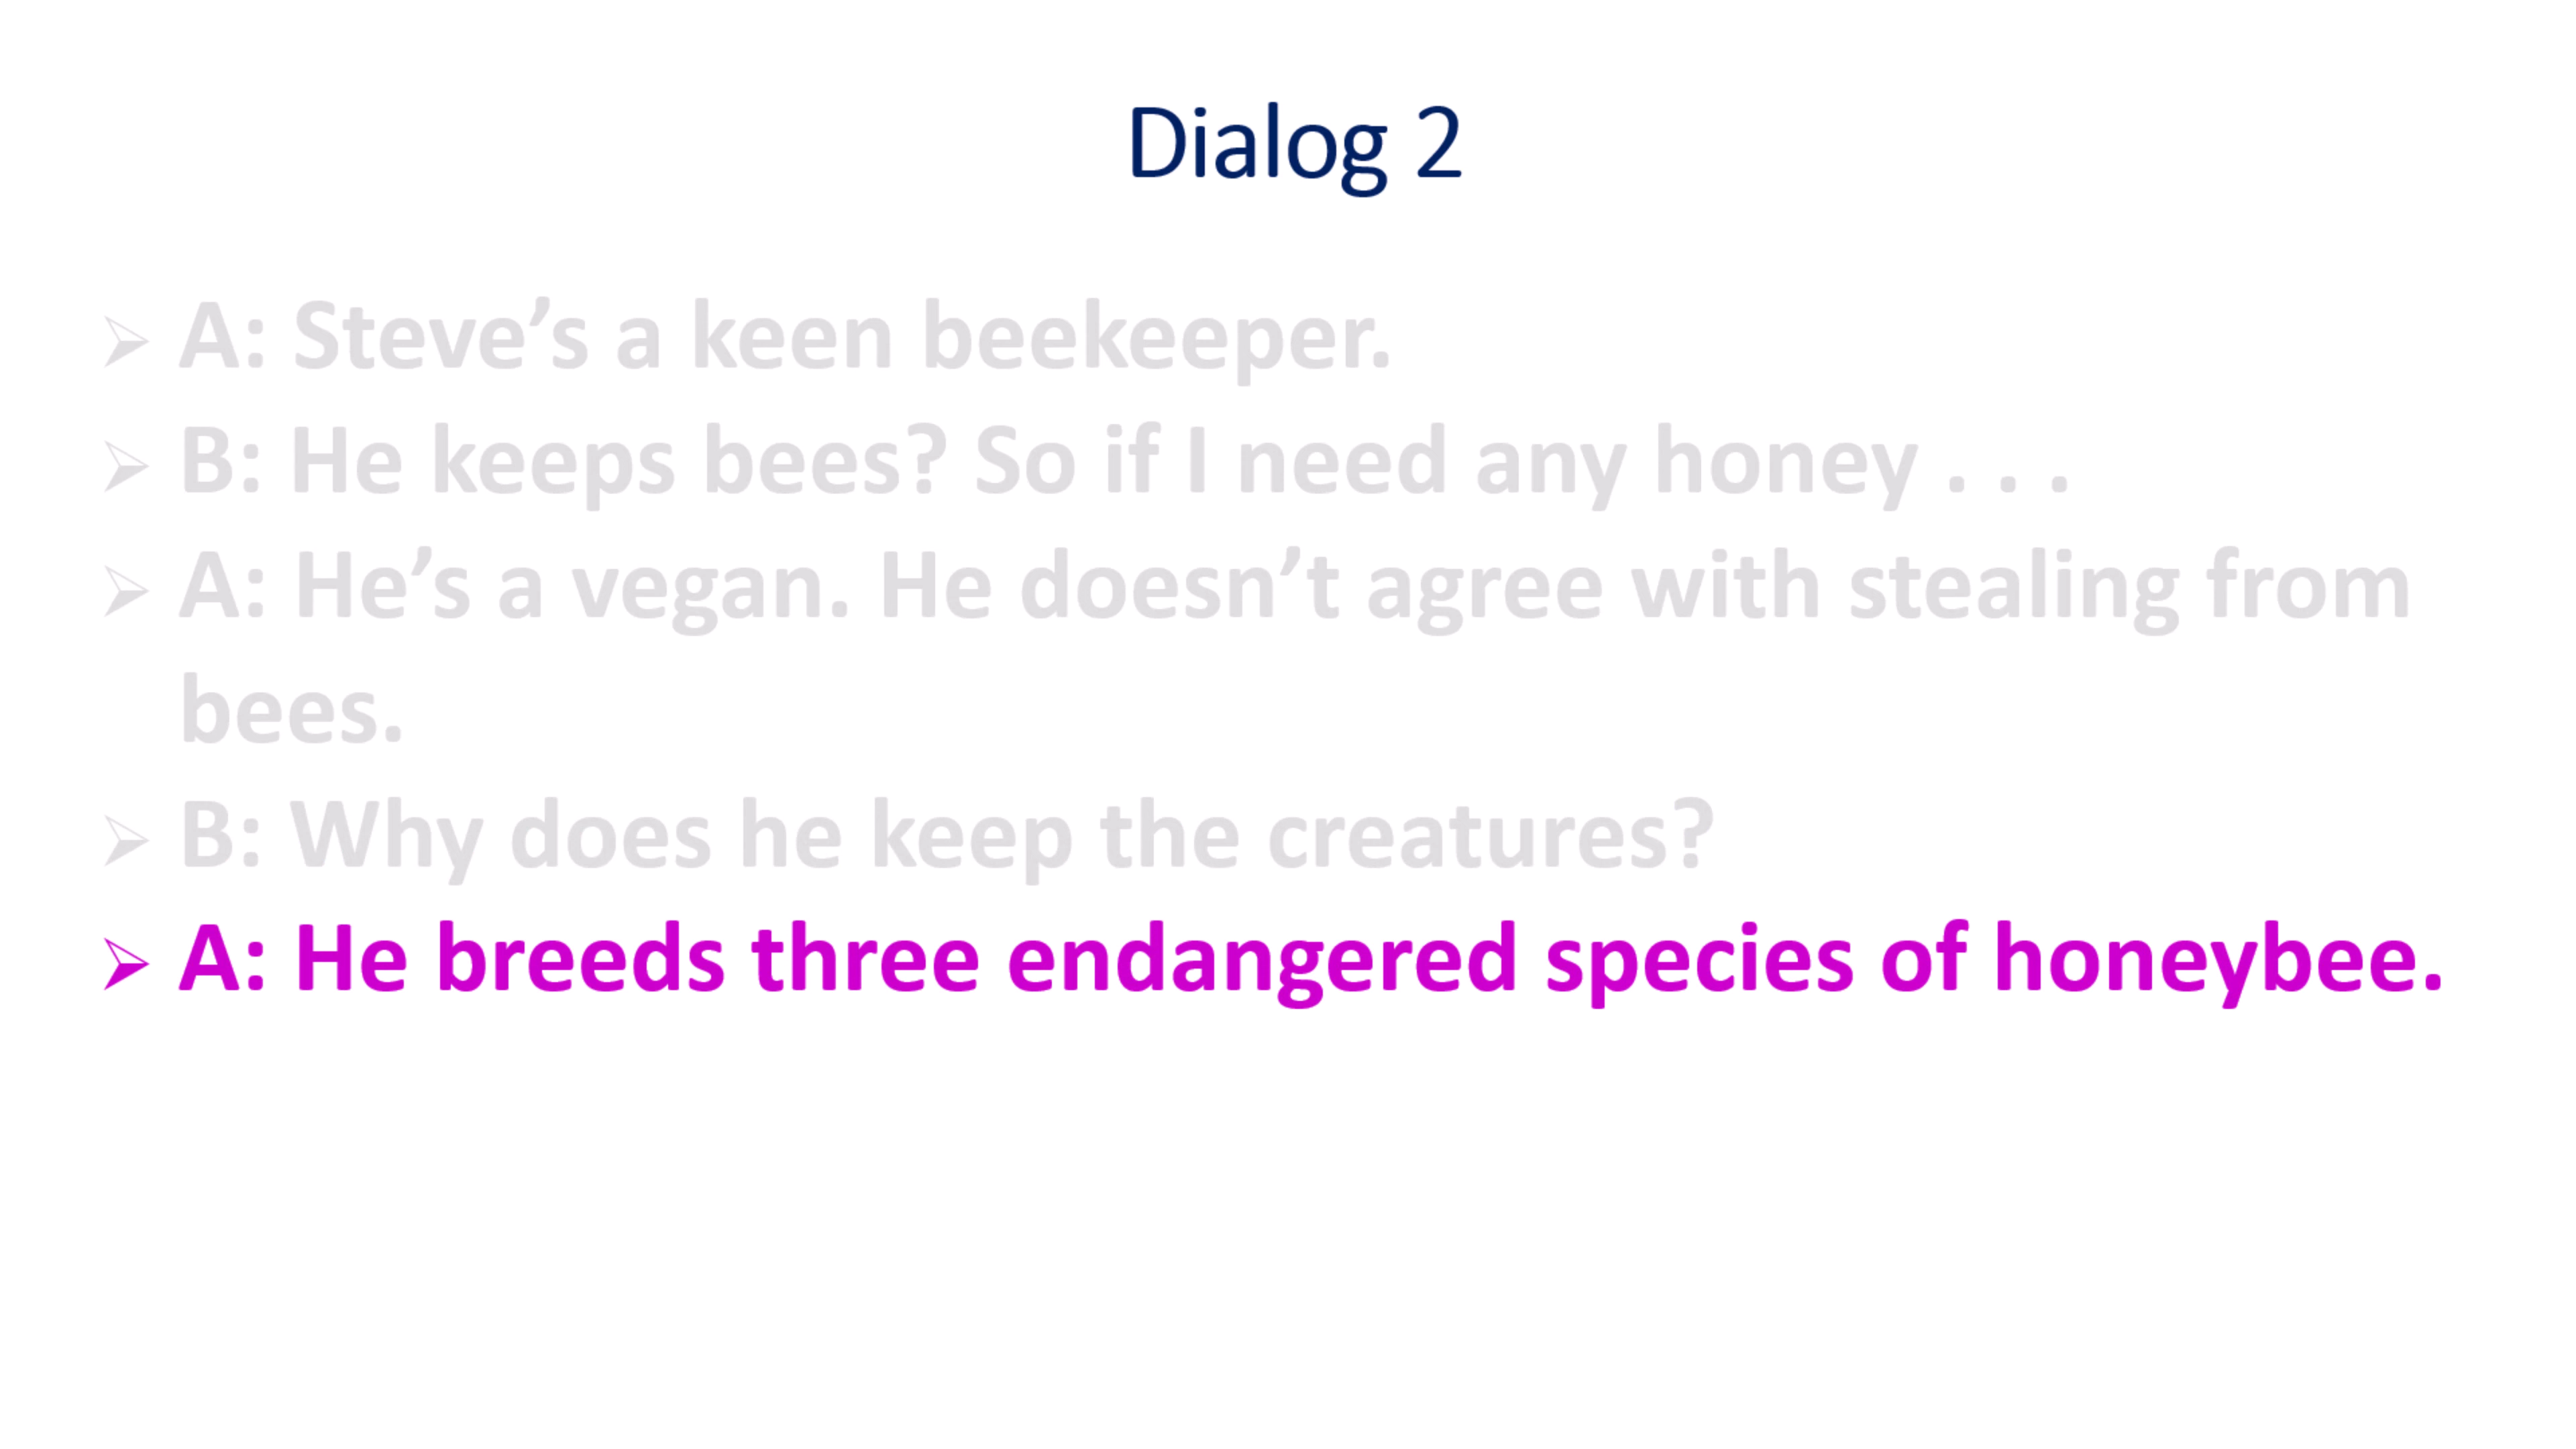 Dialog 2
➢ A: Steve’s a keen beekeeper.
➢ B: He keeps bees? So if I need any honey . . .
➢ A: He’s a vegan. He doesn’t agree with stealing from
bees.
➢ B: Why does he keep the creatures?
➢ A: He breeds three endangered species of honeybee.